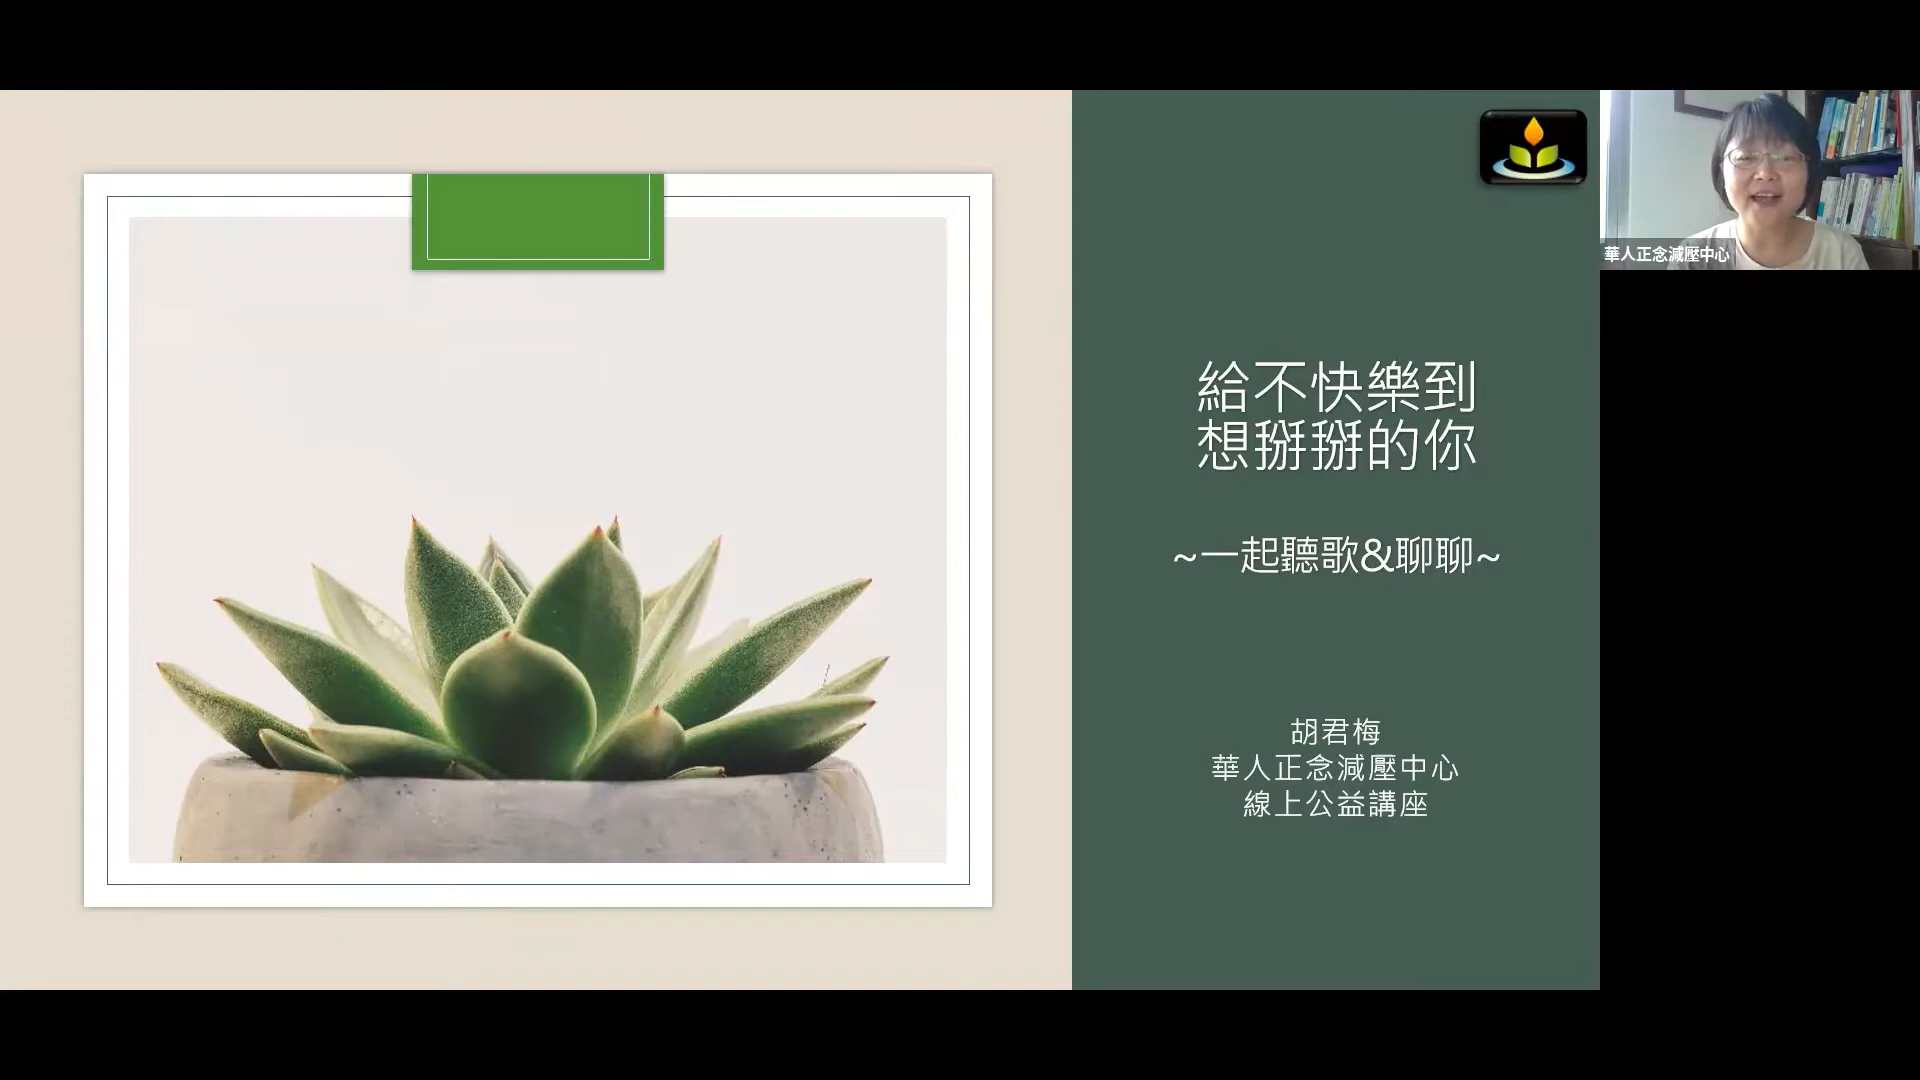 給不快樂到
想掰掰的你
~一起聽歌&聊聊~
胡君梅
華人正念減壓中心
線上公益講座
華人正念減壓中心